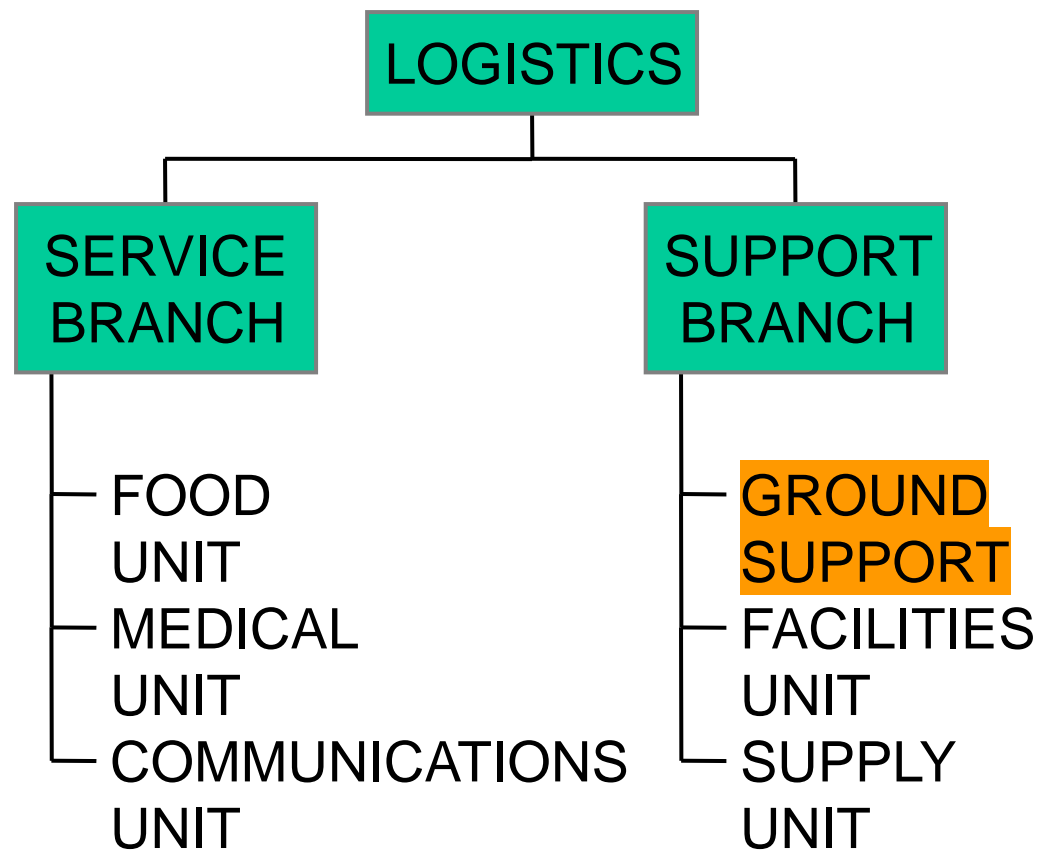 LOGISTICS
SERVICE
BRANCH
FOOD
UNIT
MEDICAL
UNIT
COMMUNICATIONS
UNIT
SUPPORT
BRANCH
GROUND
SUPPORT
FACILITIES
UNIT
SUPPLY
UNIT